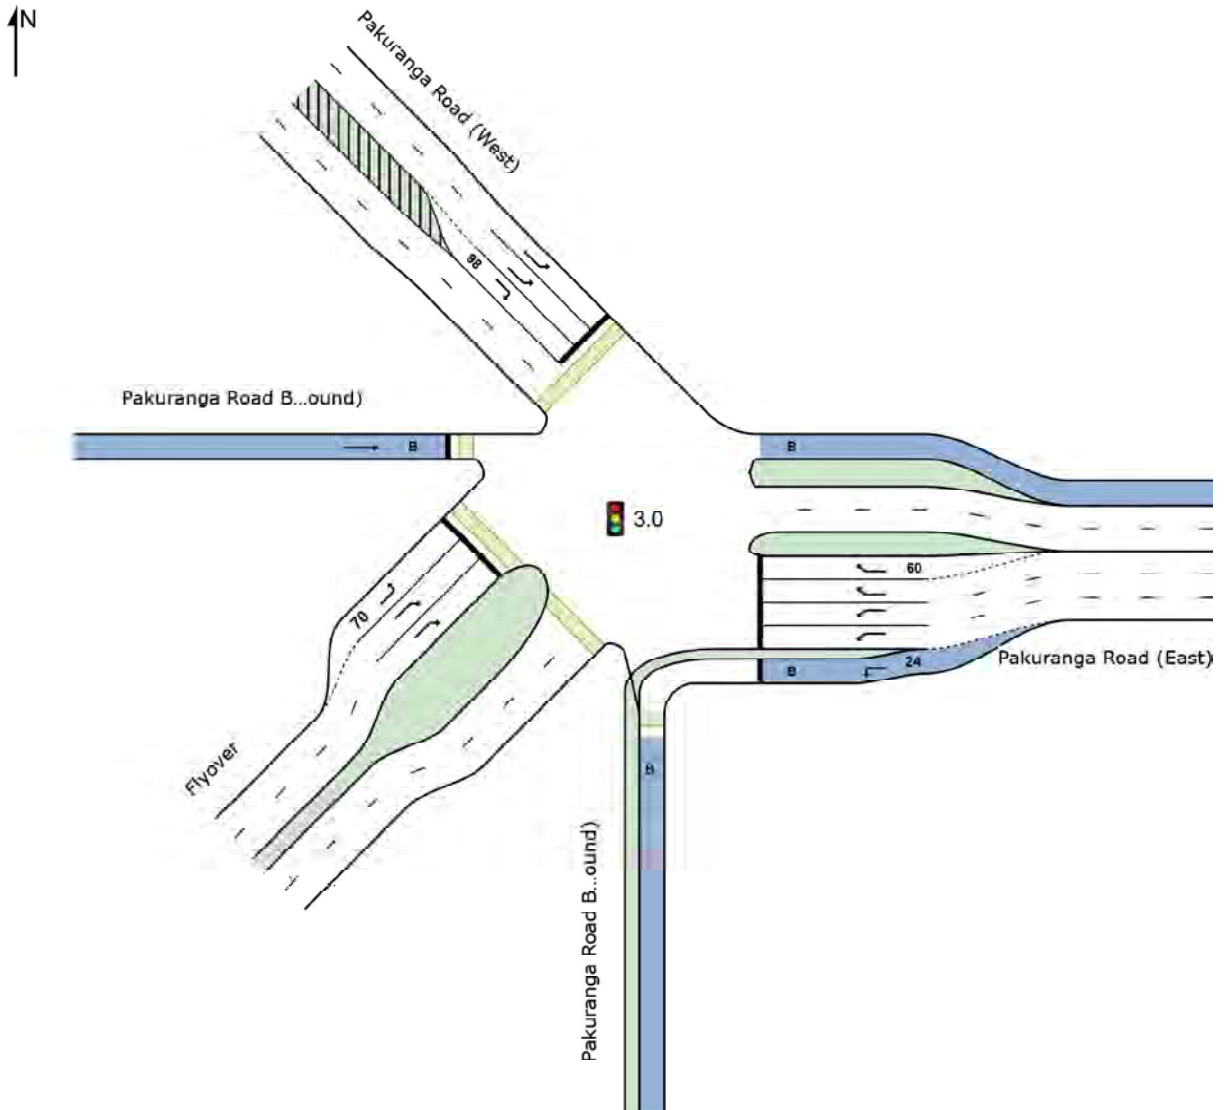 N
Pakuranga Road (West)
98
Pakuranga Road B...ound)
B
B
3.0
60
70
B
24
Pakuranga Road (East)
Flyover
B
Pakuranga Road B...ound)